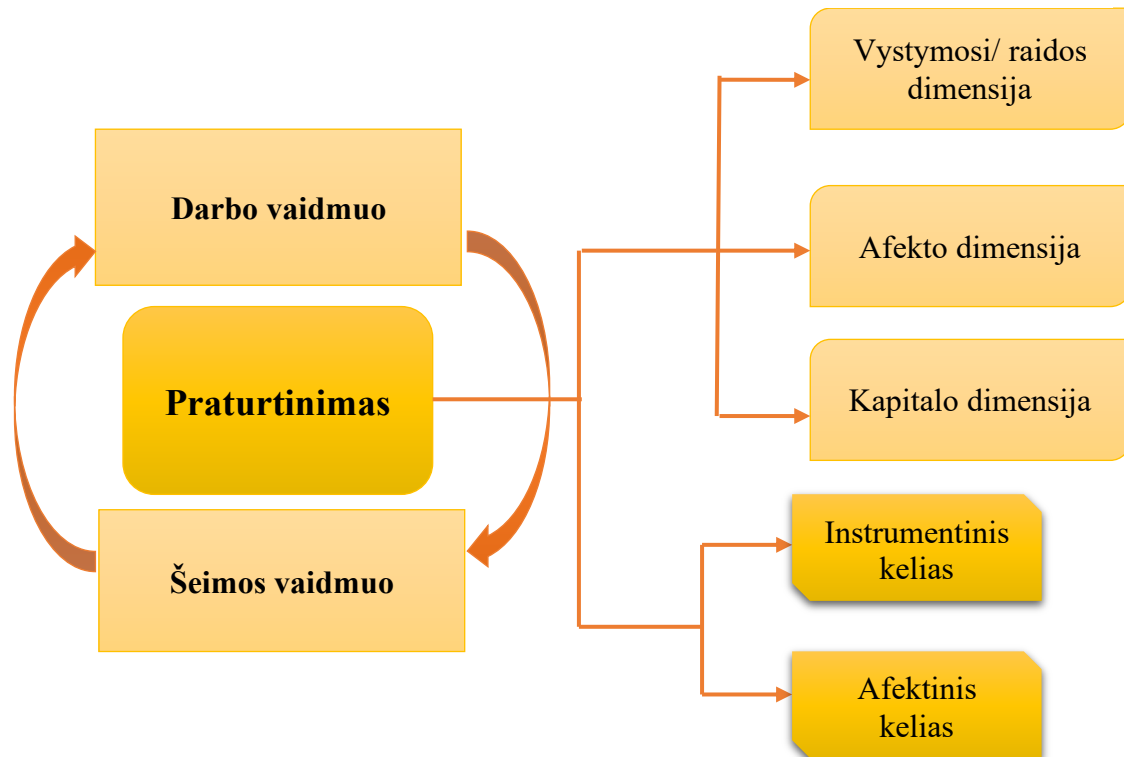 Darbo vaidmuo
Praturtinimas
Šeimos vaidmuo
Vystymosi/ raidos
dimensija
Afekto dimensija
Kapitalo dimensija
Instrumentinis
kelias
Afektinis
kelias